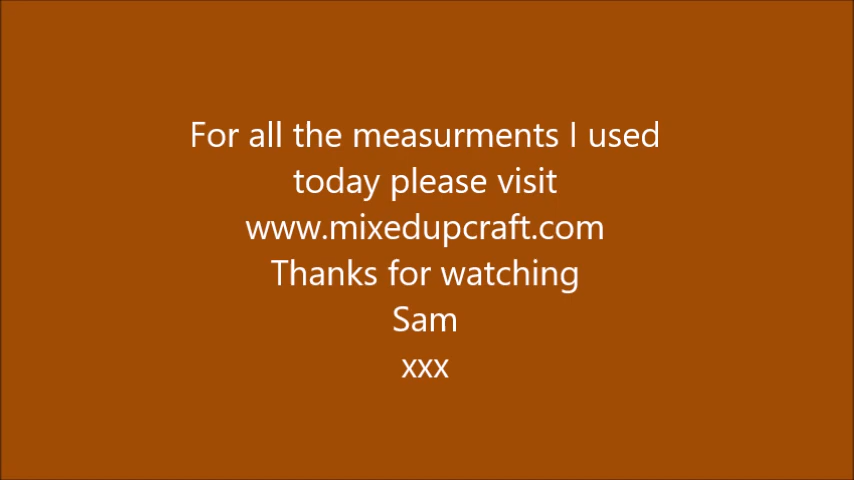 For all the measurments I used
today please visit
www.mixedupcraft.com
Thanks for watching
Sam
xxx